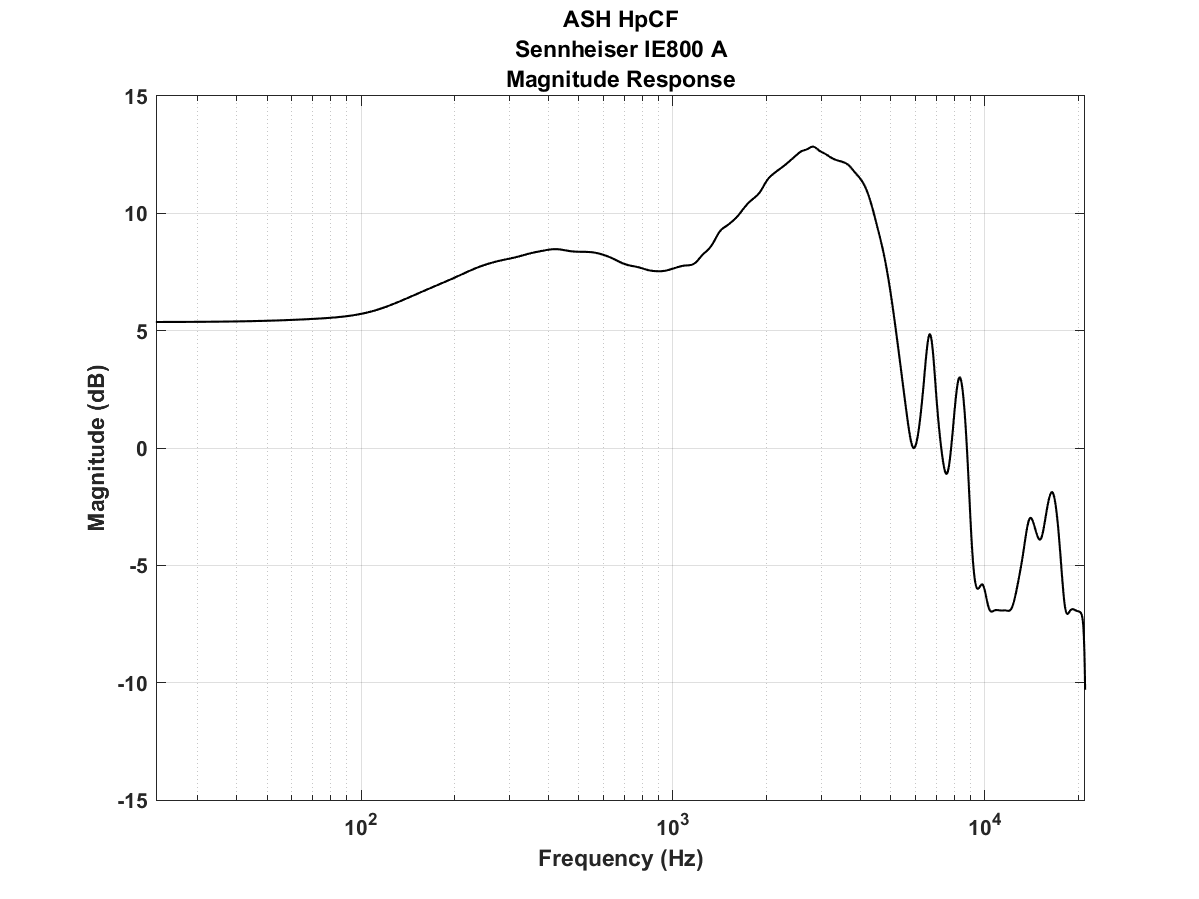 ASH HpCF
Sennheiser IE800 A
Magnitude Response
15
10
5
0
-5
-10
-15
Magnitude (dB)
10² 10³ 10⁴
Frequency (Hz)